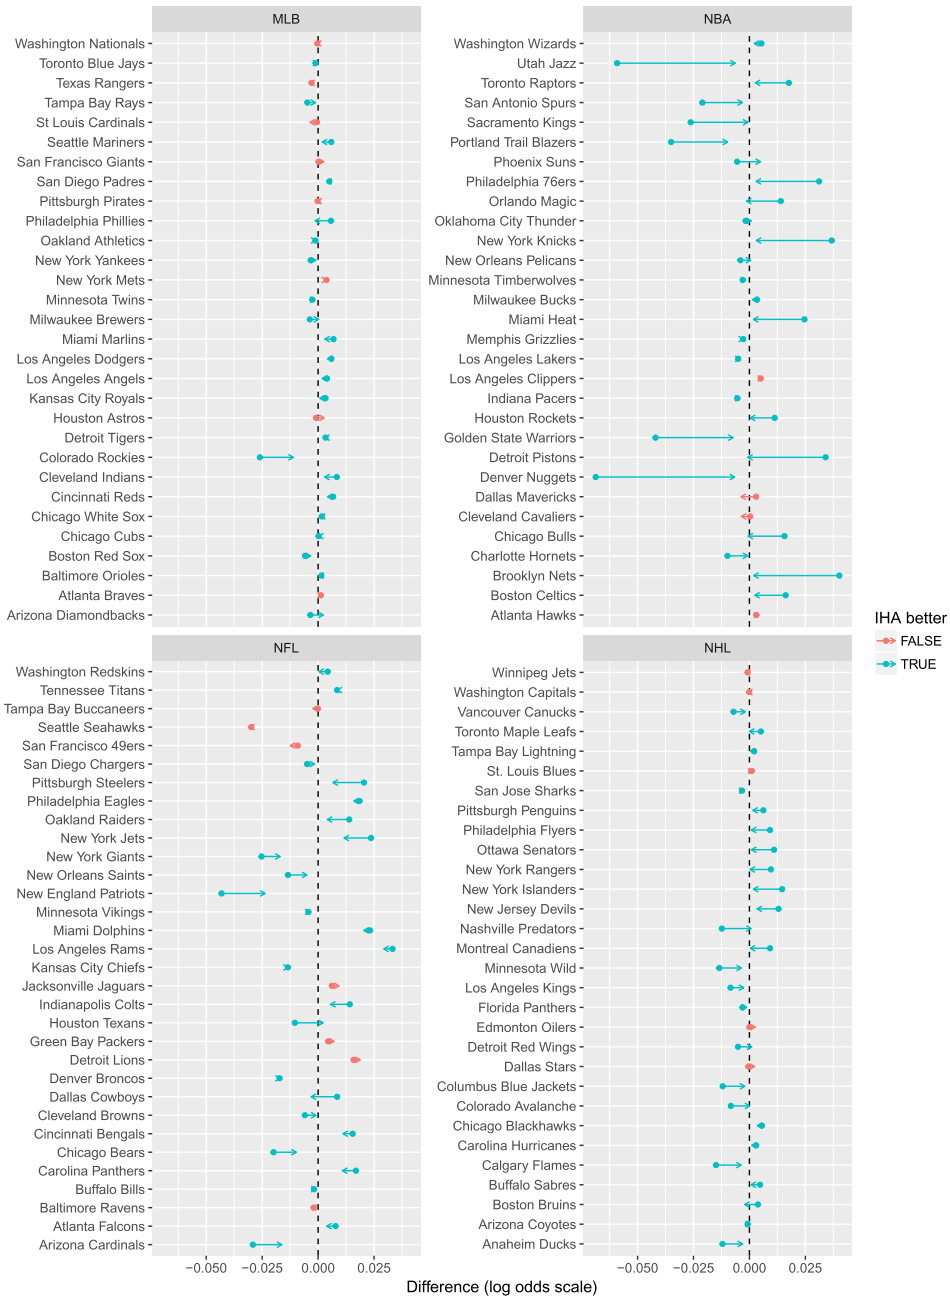 MLB
Washington Nationals
Toronto Blue Jays
Texas Rangers
Tampa Bay Rays
St Louis Cardinals
Seattle Mariners
San Francisco Giants
San Diego Padres
Pittsburgh Pirates
Philadelphia Phillies
Oakland Athletics
New York Yankees
New York Mets
Minnesota Twins
Milwaukee Brewers
Miami Marlins
Los Angeles Dodgers
Los Angeles Angels
Kansas City Royals
Houston Astros
Detroit Tigers
Colorado Rockies
Cleveland Indians
Cincinnati Reds
Chicago White Sox
Chicago Cubs
Boston Red Sox
Baltimore Orioles
Atlanta Braves
Arizona Diamondbacks
NBA
Washington Wizards
Utah Jazz
Toronto Raptors
San Antonio Spurs
Sacramento Kings
Portland Trail Blazers
Phoenix Suns
Philadelphia 76ers
Orlando Magic
Oklahoma City Thunder
New York Knicks
New Orleans Pelicans
Minnesota Timberwolves
Milwaukee Bucks
Miami Heat
Memphis Grizzlies
Los Angeles Lakers
Los Angeles Clippers
Indiana Pacers
Houston Rockets
Golden State Warriors
Detroit Pistons
Denver Nuggets
Dallas Mavericks
Cleveland Cavaliers
Chicago Bulls
Charlotte Hornets
Brooklyn Nets
Boston Celtics
Atlanta Hawks
NFL
Washington Redskins
Tennessee Titans
Tampa Bay Buccaneers
Seattle Seahawks
San Francisco 49ers
San Diego Chargers
Pittsburgh Steelers
Philadelphia Eagles
Oakland Raiders
New York Jets
New York Giants
New Orleans Saints
New England Patriots
Minnesota Vikings
Miami Dolphins
Los Angeles Rams
Kansas City Chiefs
Jacksonville Jaguars
Indianapolis Colts
Houston Texans
Green Bay Packers
Detroit Lions
Denver Broncos
Dallas Cowboys
Cleveland Browns
Cincinnati Bengals
Chicago Bears
Carolina Panthers
Buffalo Bills
Baltimore Ravens
Atlanta Falcons
Arizona Cardinals
−0.050 −0.025 0.000 0.025
NHL
Winnipeg Jets
Washington Capitals
Vancouver Canucks
Toronto Maple Leafs
Tampa Bay Lightning
St. Louis Blues
San Jose Sharks
Pittsburgh Penguins
Philadelphia Flyers
Ottawa Senators
New York Rangers
New York Islanders
New Jersey Devils
Nashville Predators
Montreal Canadiens
Minnesota Wild
Los Angeles Kings
Florida Panthers
Edmonton Oilers
Detroit Red Wings
Dallas Stars
Columbus Blue Jackets
Colorado Avalanche
Chicago Blackhawks
Carolina Hurricanes
Calgary Flames
Buffalo Sabres
Boston Bruins
Arizona Coyotes
Anaheim Ducks
−0.050 −0.025 0.000 0.025
Difference (log odds scale)
IHA better
FALSE
TRUE